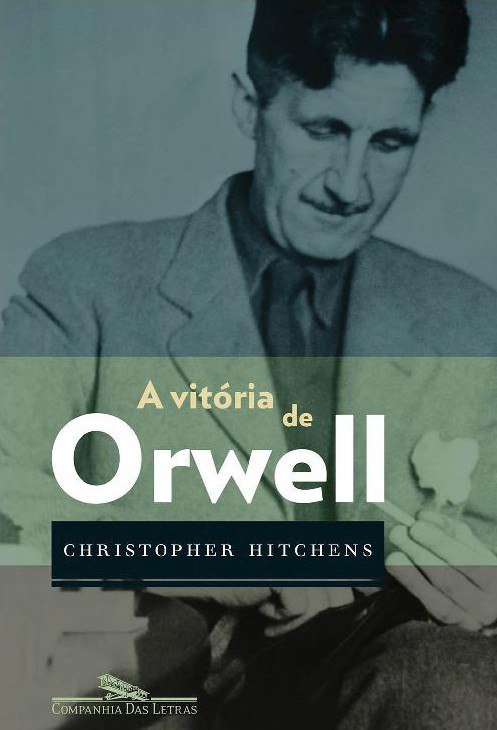 A vitória
de
Orwell
CHRISTOPHER HITCHENS
COMPANHIA DAS LETRAS